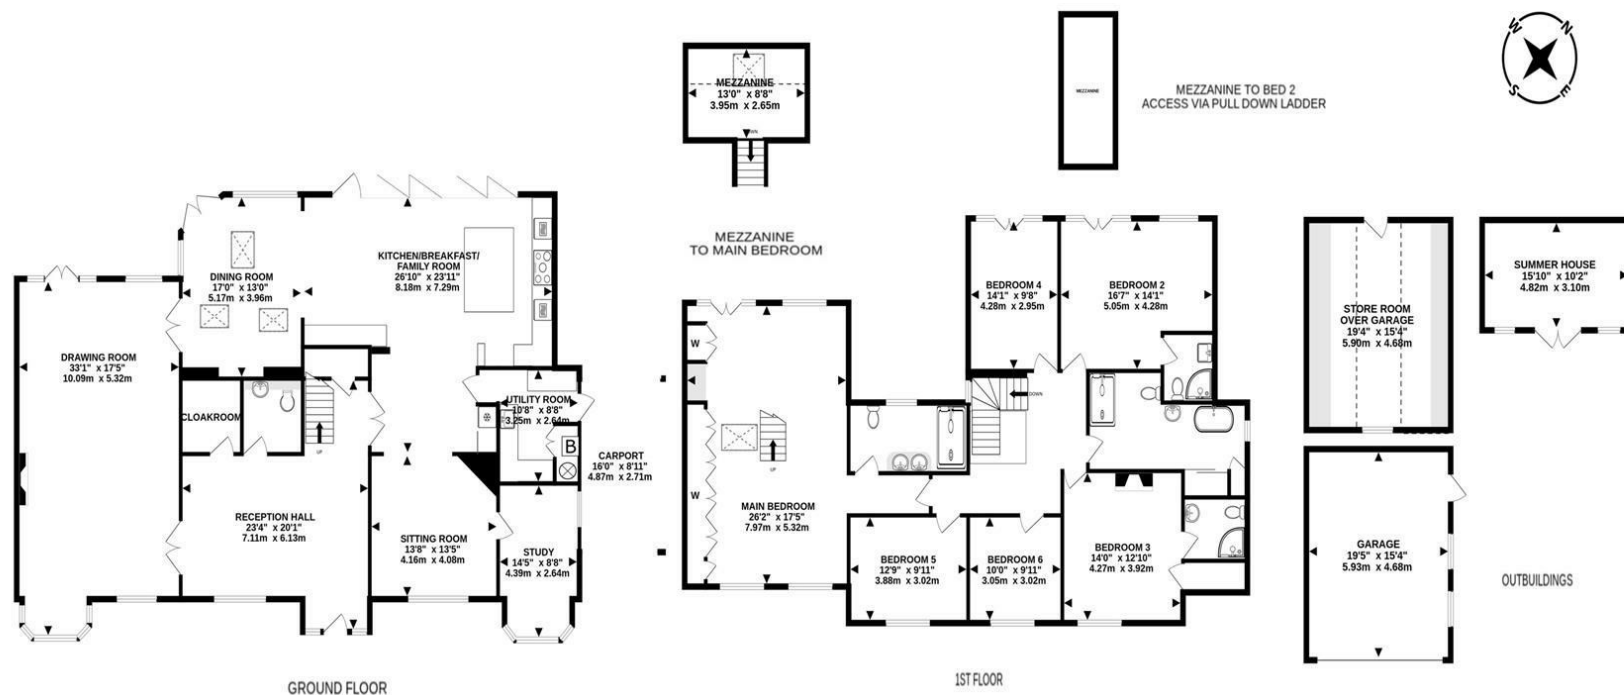 MEZZANINE
13'0" x 8'8"
3.95m x 2.65m
WN
MEZZANINE
TO MAIN BEDROOM
MEZZANINE
MEZZANINE TO BED 2
ACCESS VIA PULL DOWN LADDER
W
N
S
E
KITCHEN/BREAKFAST/
FAMILY ROOM
26'10" x 23'11"
8.18m x 7.29m
DINING ROOM
17'0" x 13'0"
5.17m x 3.96m
DRAWING ROOM
33'1" x 17'5"
10.09m x 5.32m
CLOAKROOM
UP
UTILITY ROOM
10'8" x 8'8"
3.25m x 2.64m
B
CARPORT
16'0" x 8'11"
4.87m x 2.71m
RECEPTION HALL
23'4" x 20'1"
7.11m x 6.13m
SITTING ROOM
13'8" x 13'5"
4.16m x 4.08m
STUDY
14'5" x 8'8"
4.39m x 2.64m
GROUND FLOOR
W
W
UP
MAIN BEDROOM
26'2" x 17'5"
7.97m x 5.32m
BEDROOM 4
14'1" x 9'8"
4.28m x 2.95m
BEDROOM 2
16'7" x 14'1"
5.05m x 4.28m
DOWN
BEDROOM 5
12'9" x 9'11"
3.88m x 3.02m
BEDROOM 6
10'0" x 9'11"
3.05m x 3.02m
BEDROOM 3
14'0" x 12'10"
4.27m x 3.92m
1ST FLOOR
STORE ROOM
OVER GARAGE
19'4" x 15'4"
5.90m x 4.68m
SUMMER HOUSE
15'10" x 10'2"
4.82m x 3.10m
GARAGE
19'5" x 15'4"
5.93m x 4.68m
OUTBUILDINGS